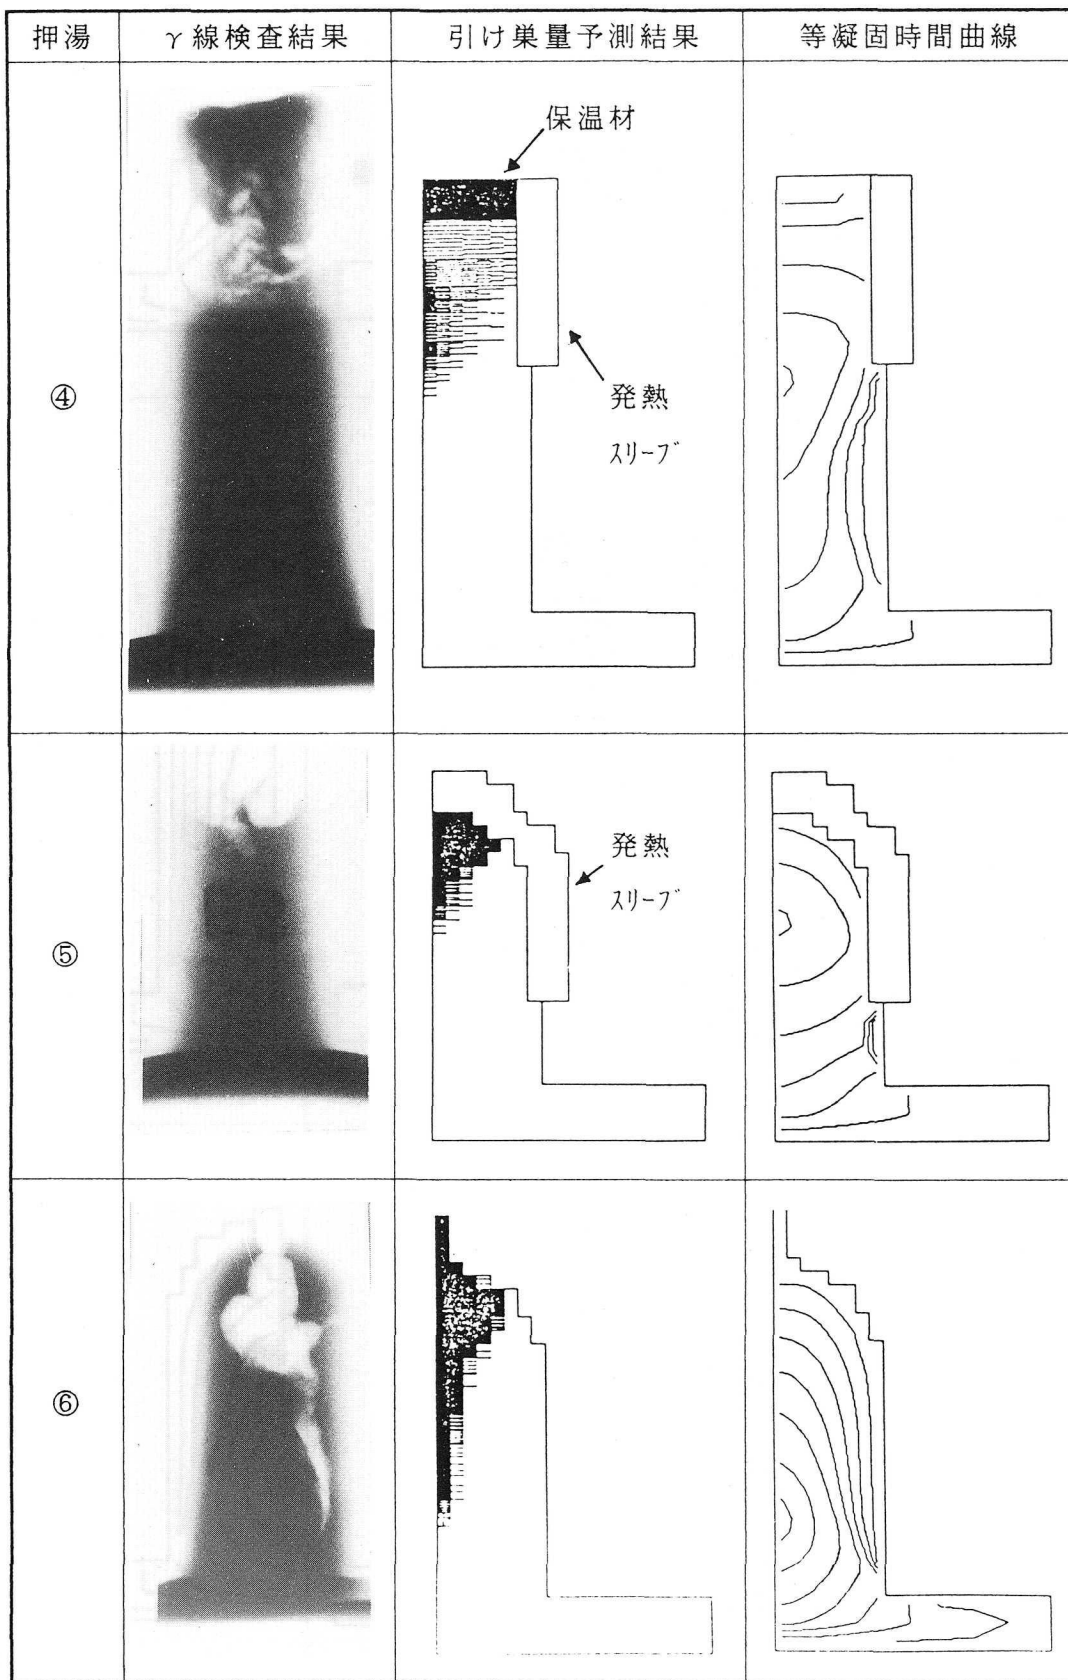 押湯 γ線検査結果 引け巣量予測結果 等凝固時間曲線
④
保温材
発熱
スリーブ
⑤
発熱
スリーブ
⑥